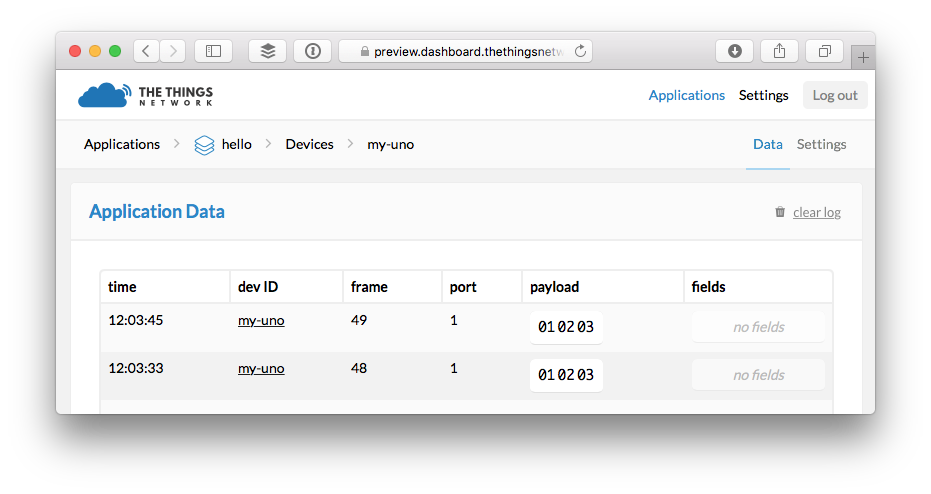 preview.dashboard.thethingsnetw
THE THINGS
NETWORK
Applications Settings Log out
Applications hello Devices my-uno Data Settings
Application Data clear log
time dev ID frame port payload fields
12:03:45 my-uno 49 1 01 02 03 no fields
12:03:33 my-uno 48 1 01 02 03 no fields